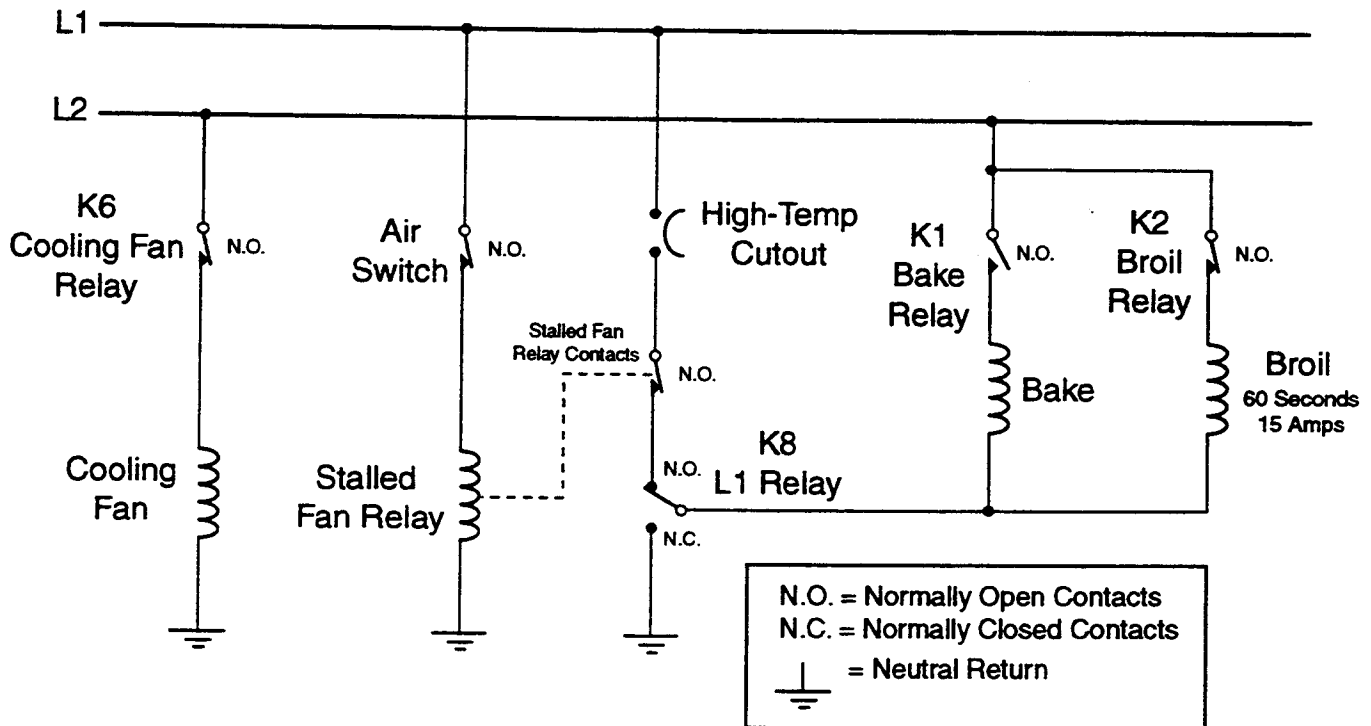 L1
L2
K6
Cooling Fan
Relay
N.O.
Air
Switch
N.O.
High-Temp
Cutout
K1
Bake
Relay
N.O.
K2
Broil
Relay
N.O.
Stalled Fan
Relay Contacts
N.O.
Bake
Broil
60 Seconds
15 Amps
Cooling
Fan
Stalled
Fan Relay
K8
L1 Relay
N.O.
N.C.
N.O. = Normally Open Contacts
N.C. = Normally Closed Contacts
= Neutral Return